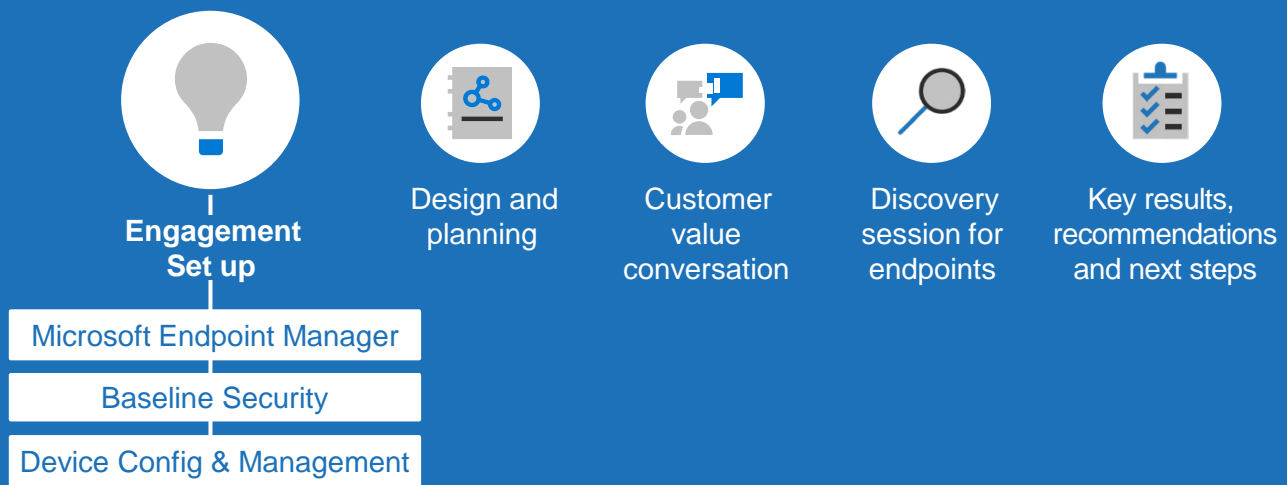 Engagement
Set up
Microsoft Endpoint Manager
Baseline Security
Device Config & Management
Design and
planning
Customer
value
conversation
Discovery
session for
endpoints
Key results,
recommendations
and next steps